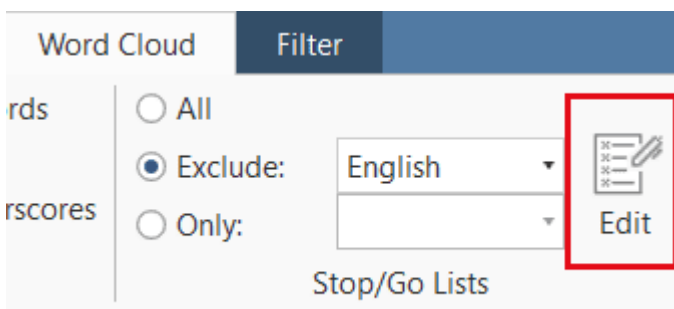 Word Cloud Filter
rds
All
Exclude: English
rscores
Only:
Edit
Stop/Go Lists